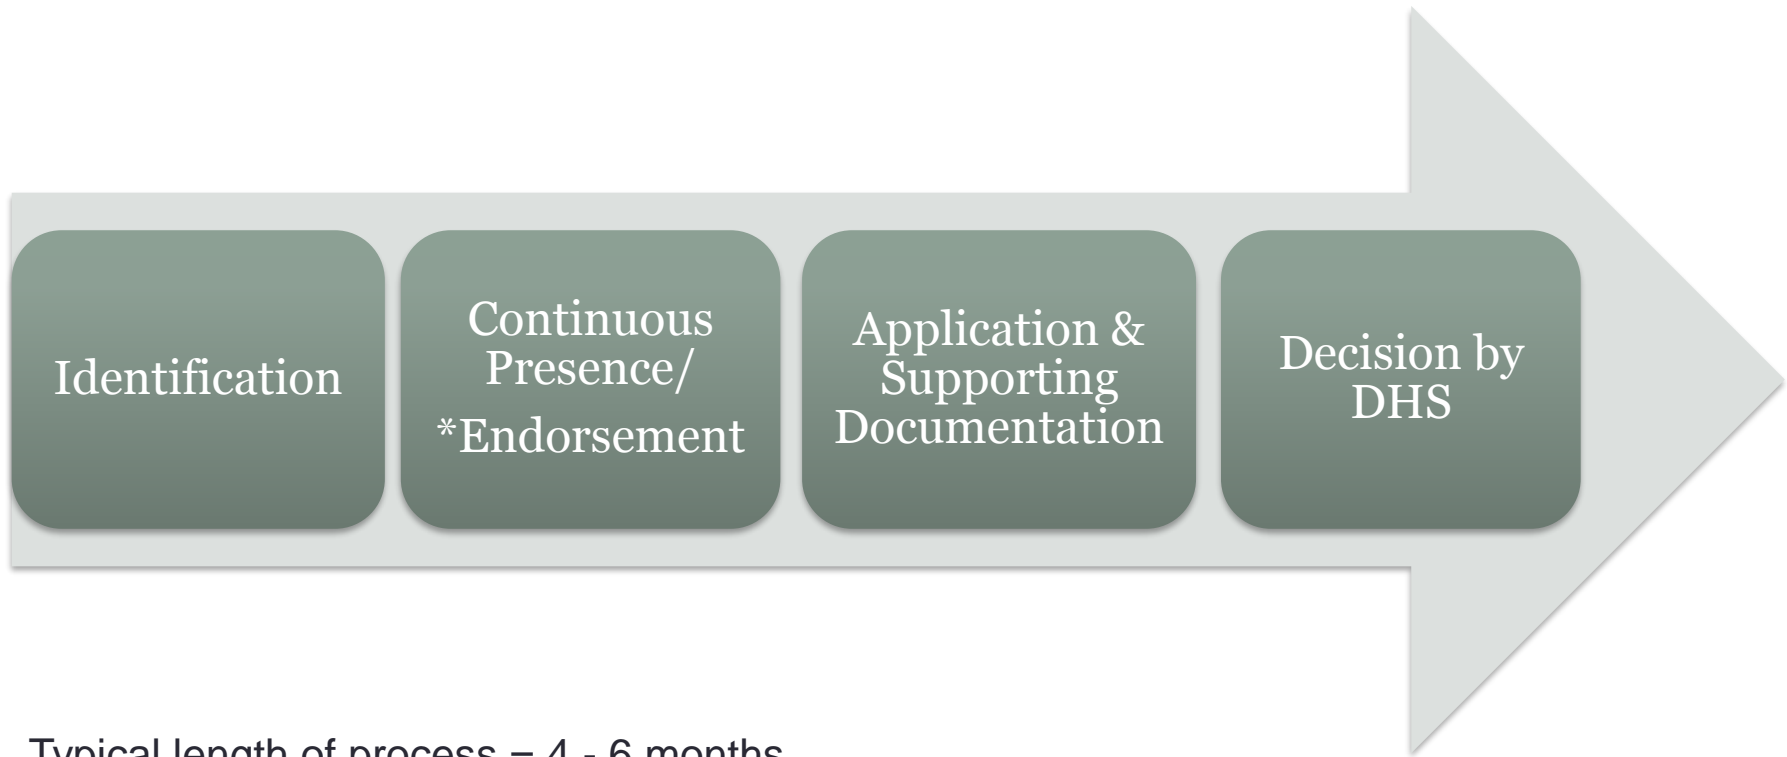 Identification
Continuous
Presence/
*Endorsement
Application &
Supporting
Documentation
Decision by
DHS
Typical length of process = 4 - 6 months